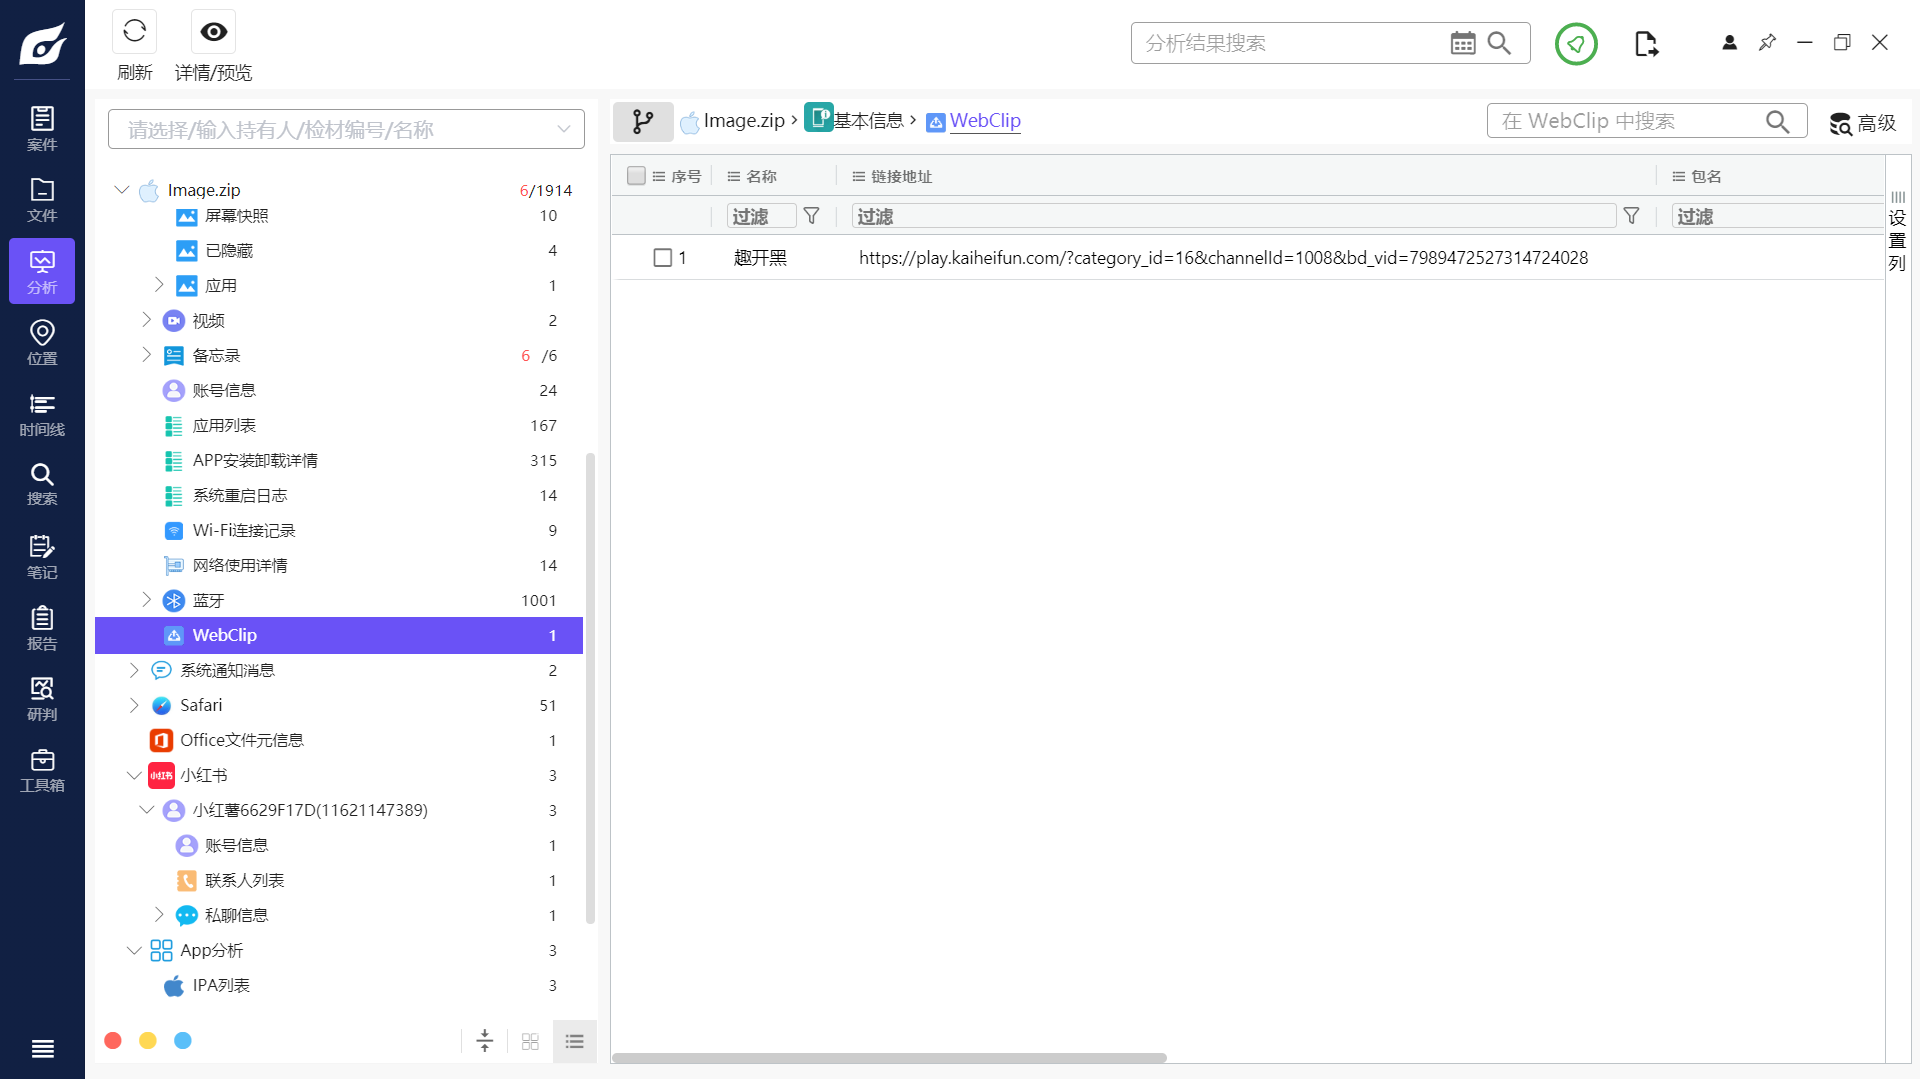 刷新
详情/预览
分析结果搜索
案件
文件
分析
位置
时间线
搜索
笔记
报告
研判
工具箱
请选择/输入持有人/检材编号/名称
Image.zip 6/1914
屏幕快照 10
已隐藏 4
应用 1
视频 2
备忘录 6 /6
账号信息 24
应用列表 167
APP安装卸载详情 315
系统重启日志 14
Wi-Fi连接记录 9
网络使用详情 14
蓝牙 1001
WebClip 1
系统通知消息 2
Safari 51
Office文件元信息 1
小红书 小红书 3
小红薯6629F17D(11621147389) 3
账号信息 1
联系人列表 1
私聊信息 1
App分析 3
IPA列表 3
Image.zip › 基本信息 › WebClip
在 WebClip 中搜索
高级
序号 名称 链接地址 包名
过滤 过滤 过滤
1 趣开黑 https://play.kaiheifun.com/?category_id=16&channelId=1008&bd_vid=7989472527314724028
设置列